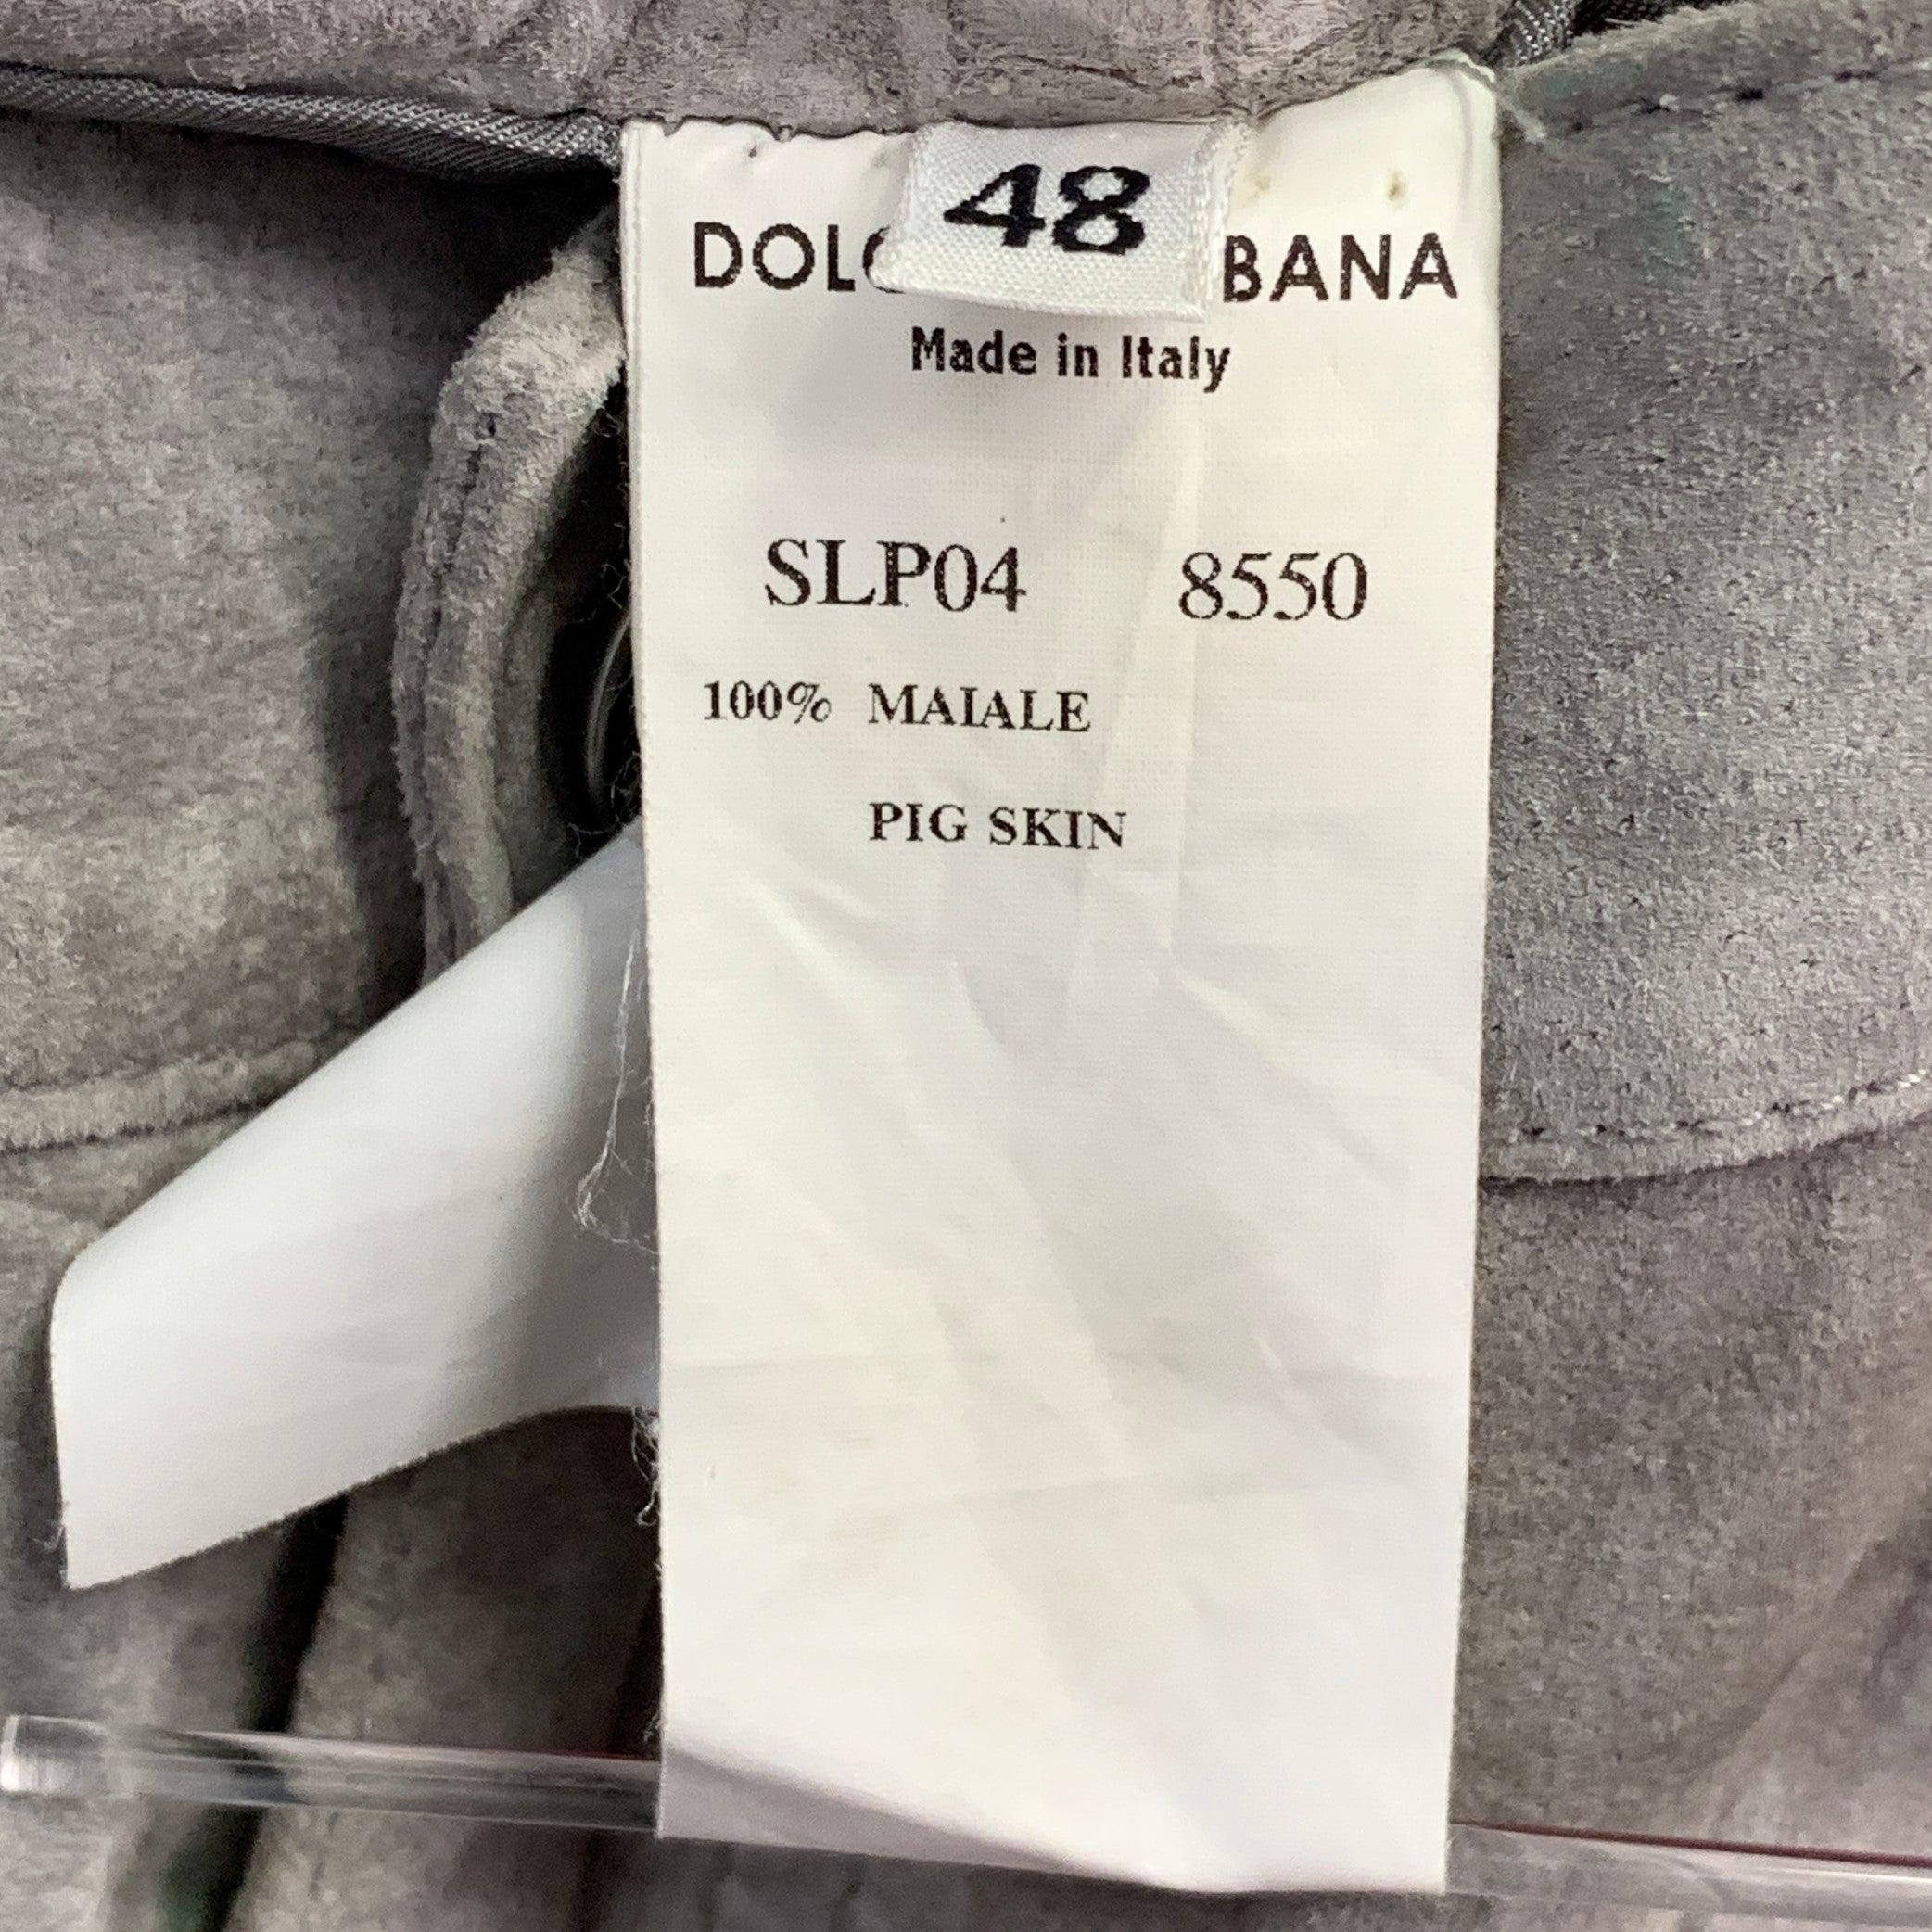 48
DOLC BANA
Made in Italy
SLP04 8550
100% MAIALE
PIG SKIN